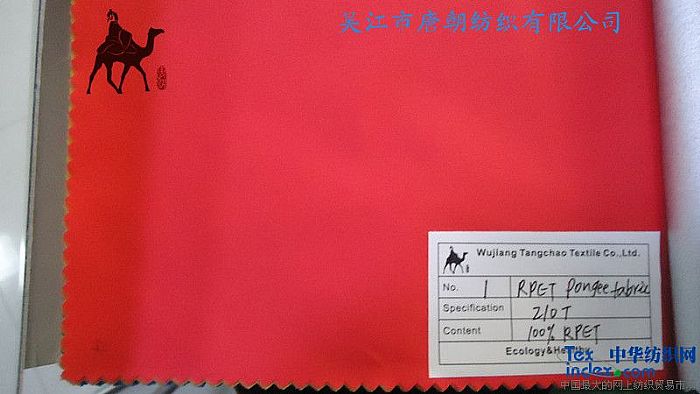 吴江市唐朝纺织有限公司
Wujiang Tangchao Textile Co.,Ltd.
No. 1 RPET Pongee fabric
Specification 210T
Content 100% RPET
Ecology&Healthy
Tex 中华纺织网
index.com
中国最大的网上纺织贸易市...